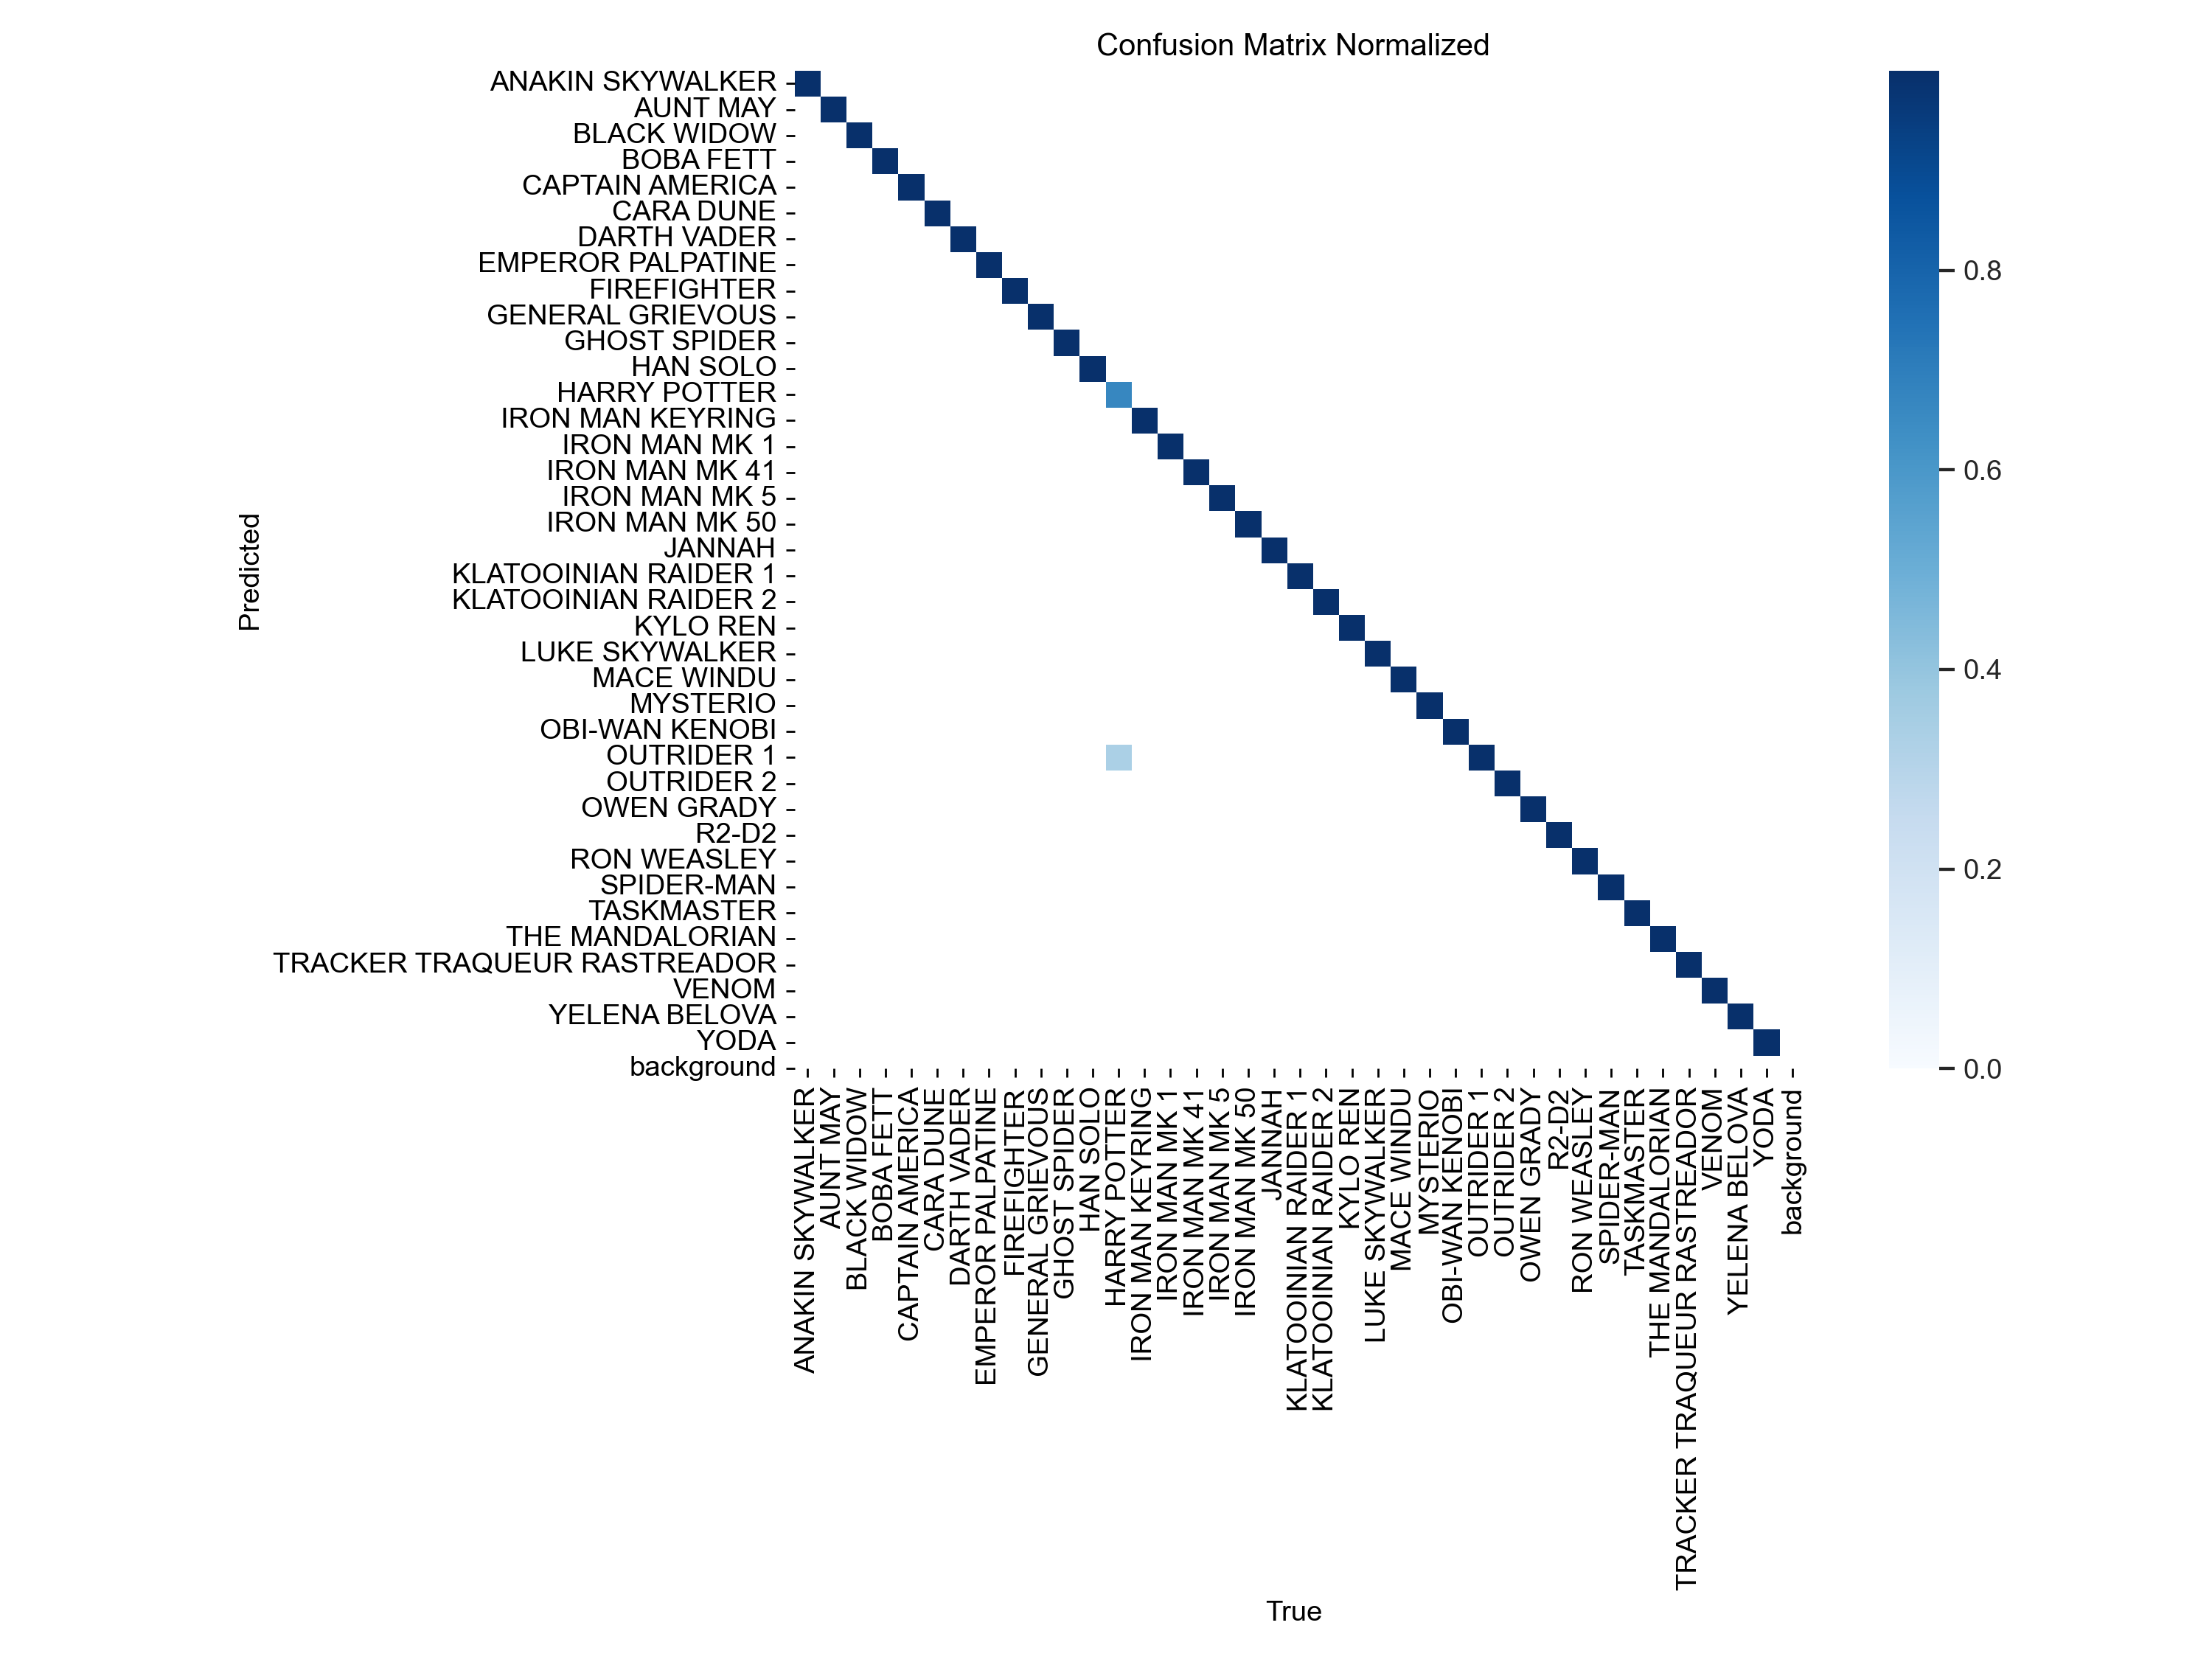 Confusion Matrix Normalized
ANAKIN SKYWALKER
AUNT MAY
BLACK WIDOW
BOBA FETT
CAPTAIN AMERICA
CARA DUNE
DARTH VADER
EMPEROR PALPATINE
FIREFIGHTER
GENERAL GRIEVOUS
GHOST SPIDER
HAN SOLO
HARRY POTTER
IRON MAN KEYRING
IRON MAN MK 1
IRON MAN MK 41
IRON MAN MK 5
IRON MAN MK 50
JANNAH
KLATOOINIAN RAIDER 1
KLATOOINIAN RAIDER 2
KYLO REN
LUKE SKYWALKER
MACE WINDU
MYSTERIO
OBI-WAN KENOBI
OUTRIDER 1
OUTRIDER 2
OWEN GRADY
R2-D2
RON WEASLEY
SPIDER-MAN
TASKMASTER
THE MANDALORIAN
TRACKER TRAQUEUR RASTREADOR
VENOM
YELENA BELOVA
YODA
background
Predicted
ANAKIN SKYWALKER
AUNT MAY
BLACK WIDOW
BOBA FETT
CAPTAIN AMERICA
CARA DUNE
DARTH VADER
EMPEROR PALPATINE
FIREFIGHTER
GENERAL GRIEVOUS
GHOST SPIDER
HAN SOLO
HARRY POTTER
IRON MAN KEYRING
IRON MAN MK 1
IRON MAN MK 41
IRON MAN MK 5
IRON MAN MK 50
JANNAH
KLATOOINIAN RAIDER 1
KLATOOINIAN RAIDER 2
KYLO REN
LUKE SKYWALKER
MACE WINDU
MYSTERIO
OBI-WAN KENOBI
OUTRIDER 1
OUTRIDER 2
OWEN GRADY
R2-D2
RON WEASLEY
SPIDER-MAN
TASKMASTER
THE MANDALORIAN
TRACKER TRAQUEUR RASTREADOR
VENOM
YELENA BELOVA
YODA
background
True
0.8
0.6
0.4
0.2
0.0